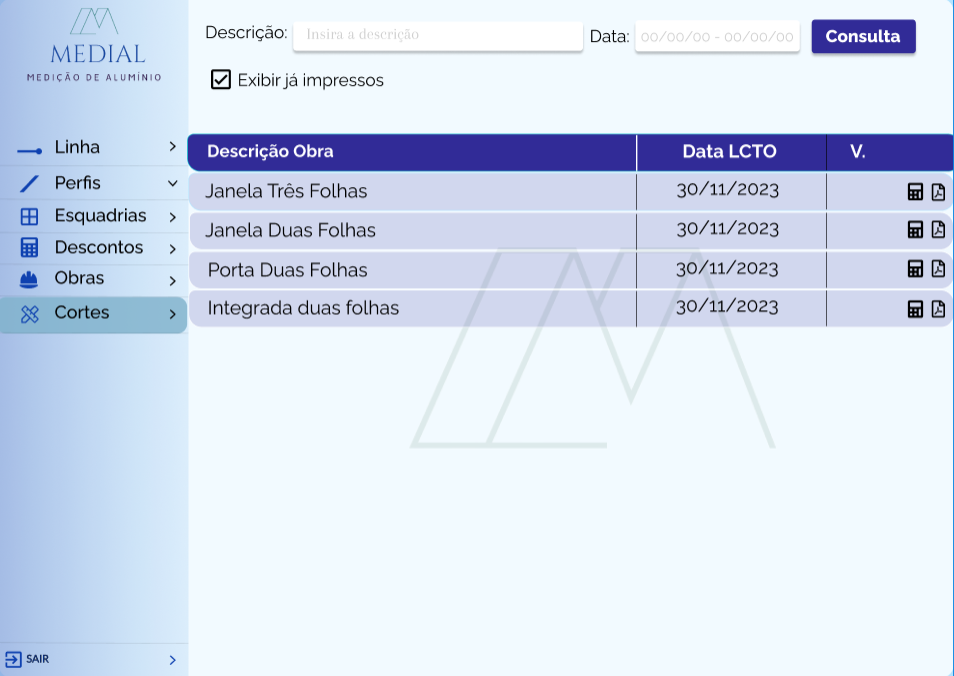 MEDIAL
MEDIÇÃO DE ALUMÍNIO
Descrição: Insira a descrição Data: 00/00/00 - 00/00/00 Consulta
Exibir já impressos
Linha
Perfis
Esquadrias
Descontos
Obras
Cortes
SAIR
Descrição Obra Data LCTO V.
Janela Três Folhas 30/11/2023
Janela Duas Folhas 30/11/2023
Porta Duas Folhas 30/11/2023
Integrada duas folhas 30/11/2023